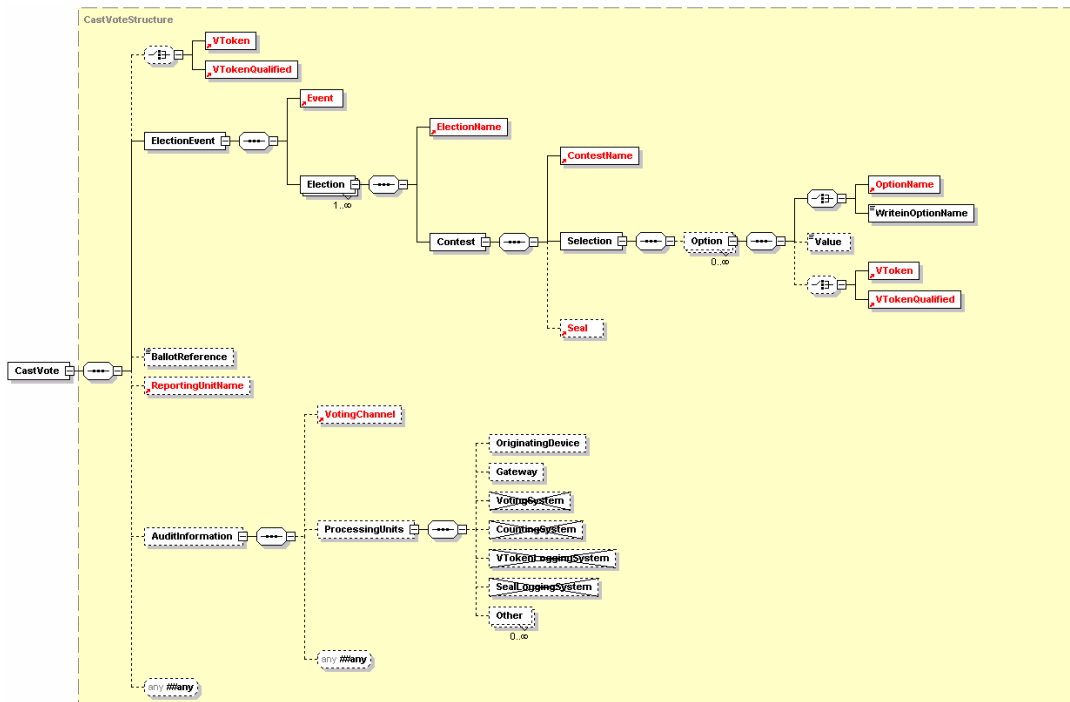 CastVoteStructure
VToken
VTokenQualified
Event
ElectionEvent
ElectionName
ContestName
Election
1..∞
OptionName
WriteinOptionName
Contest
Selection
Option
0..∞
Value
VToken
VTokenQualified
Seal
BallotReference
CastVote
ReportingUnitName
VotingChannel
OriginatingDevice
Gateway
VotingSystem
AuditInformation
ProcessingUnits
CountingSystem
VTokenLoggingSystem
SealLoggingSystem
Other
0..∞
any ##any
any ##any